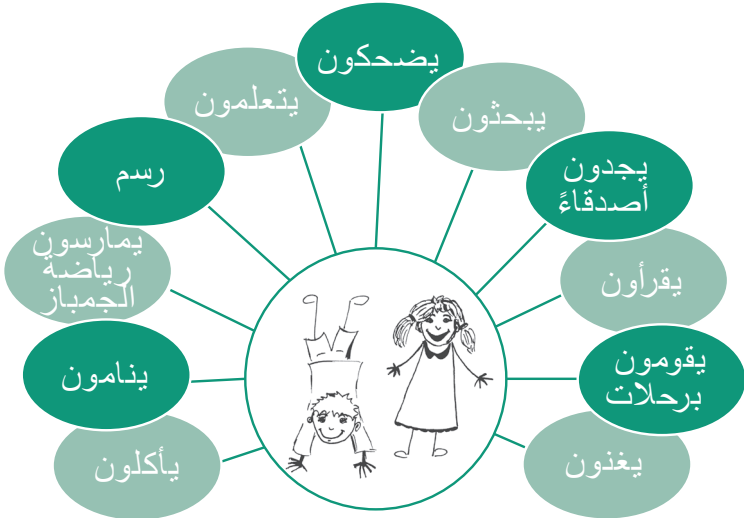 يضحكون
يبحثون
يتعلمون
يجدون
أصدقاءً
رسم
يمارسون
رياضة
الجمباز
يقرأون
يقومون
برحلات
ينامون
يغنون
يأكلون